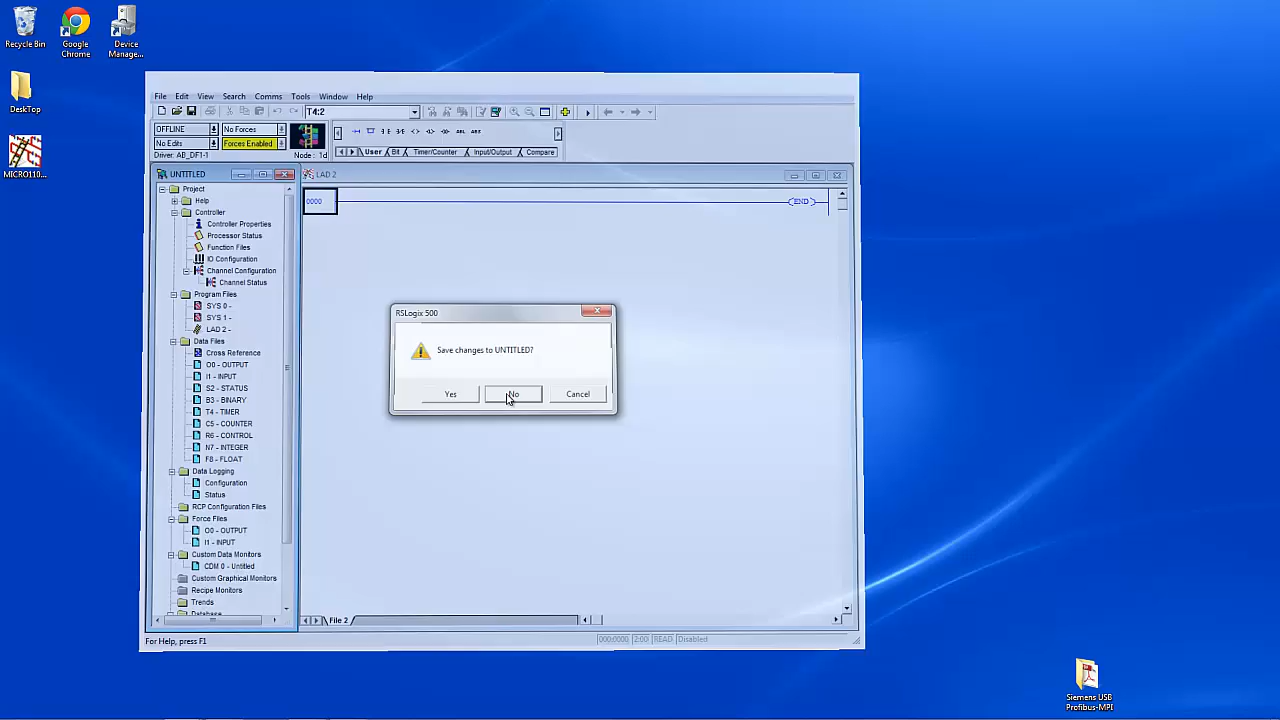 Recycle Bin
Google
Chrome
Device
Manage...
DeskTop
MICRO110...
File Edit View Search Comms Tools Window Help
T4:2
OFFLINE No Forces
No Edits Forces Enabled
Driver: AB_DF1-1 Node : 1d
User Bit Timer/Counter Input/Output Compare
UNTITLED
Project
Help
Controller
Controller Properties
Processor Status
Function Files
IO Configuration
Channel Configuration
Channel Status
Program Files
SYS 0 -
SYS 1 -
LAD 2 -
Data Files
Cross Reference
O0 - OUTPUT
I1 - INPUT
S2 - STATUS
B3 - BINARY
T4 - TIMER
C5 - COUNTER
R6 - CONTROL
N7 - INTEGER
F8 - FLOAT
Data Logging
Configuration
Status
RCP Configuration Files
Force Files
O0 - OUTPUT
I1 - INPUT
Custom Data Monitors
CDM 0 - Untitled
Custom Graphical Monitors
Recipe Monitors
Trends
Database
LAD 2
0000
END
RSLogix 500
Save changes to UNTITLED?
Yes No Cancel
File 2
For Help, press F1
000:0000 2:00 READ Disabled
Siemens USB
Profibus-MPI